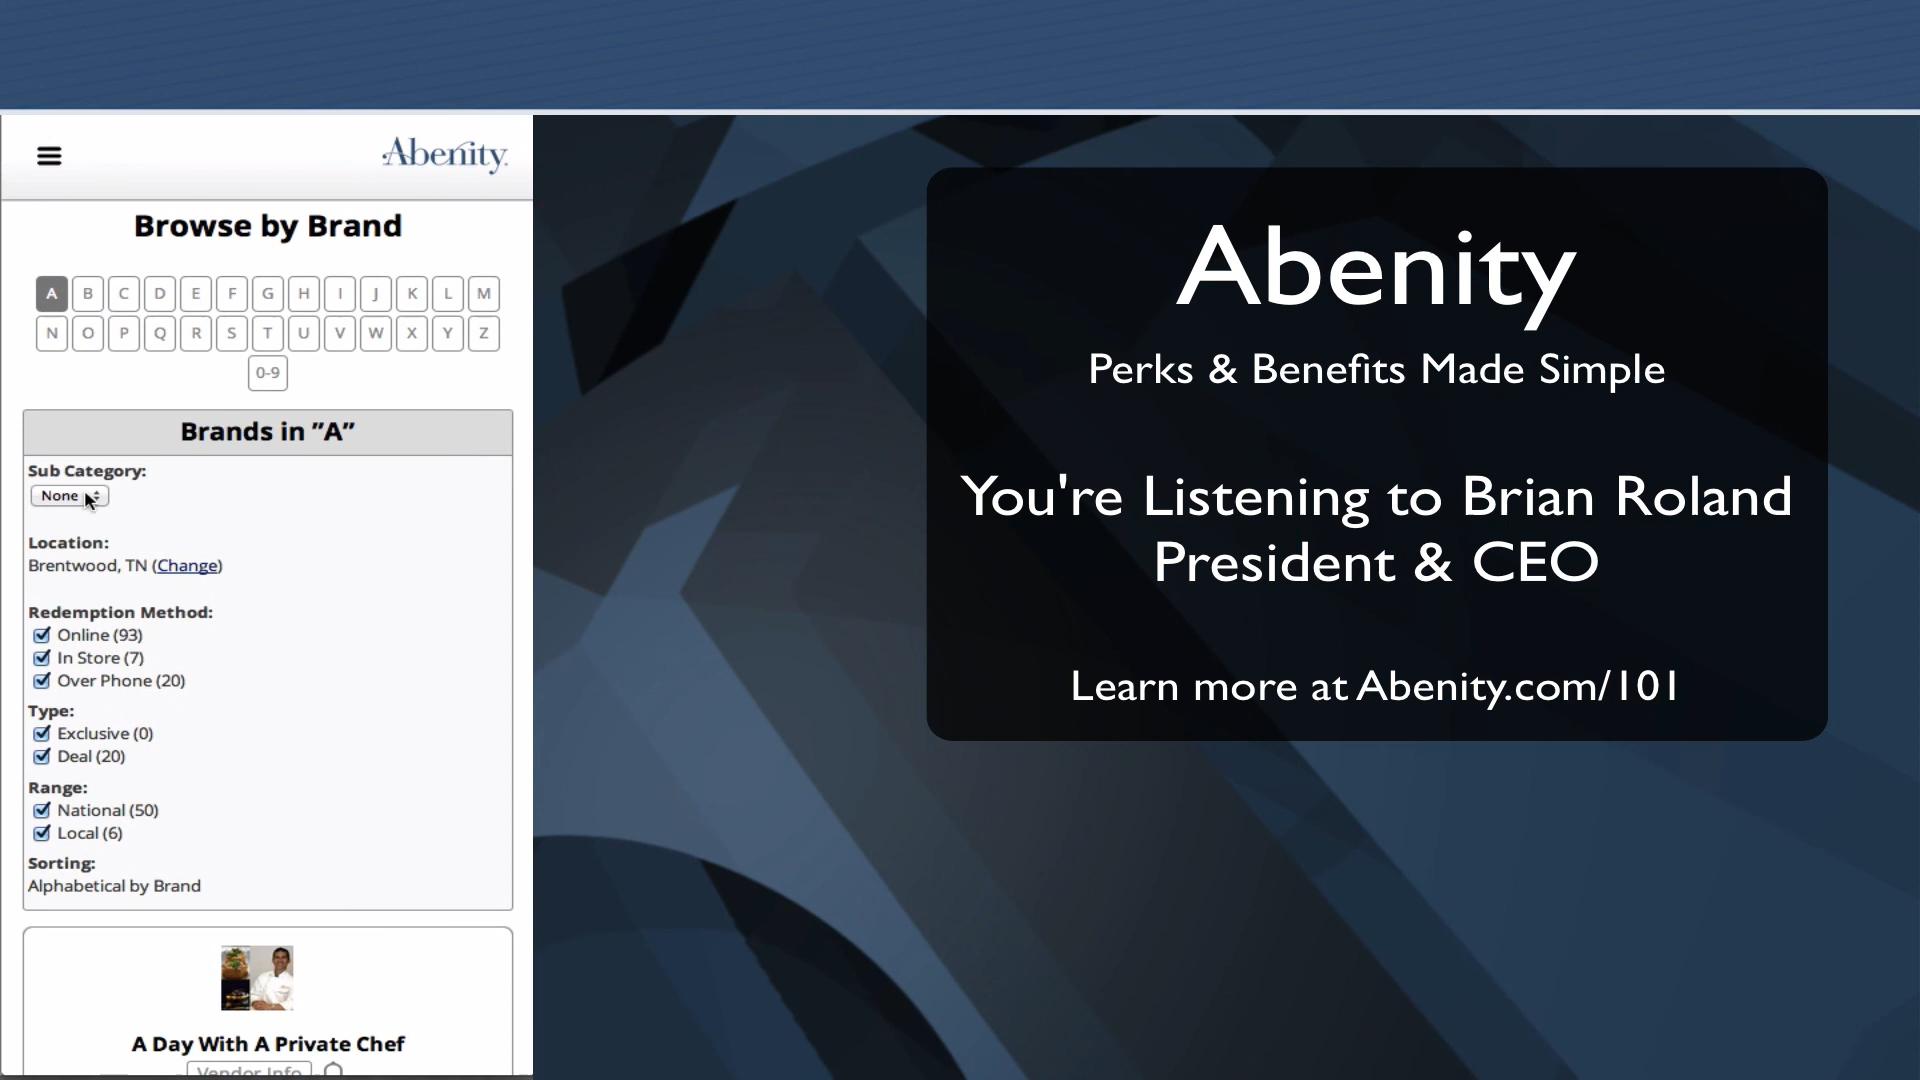 Abenity
Browse by Brand
A B C D E F G H I J K L M
N O P Q R S T U V W X Y Z
0-9
Brands in ”A”
Sub Category:
None
Location:
Brentwood, TN (Change)
Redemption Method:
Online (93)
In Store (7)
Over Phone (20)
Type:
Exclusive (0)
Deal (20)
Range:
National (50)
Local (6)
Sorting:
Alphabetical by Brand
A Day With A Private Chef
Vendor Info
Abenity
Perks & Benefits Made Simple
You're Listening to Brian Roland
President & CEO
Learn more at Abenity.com/101